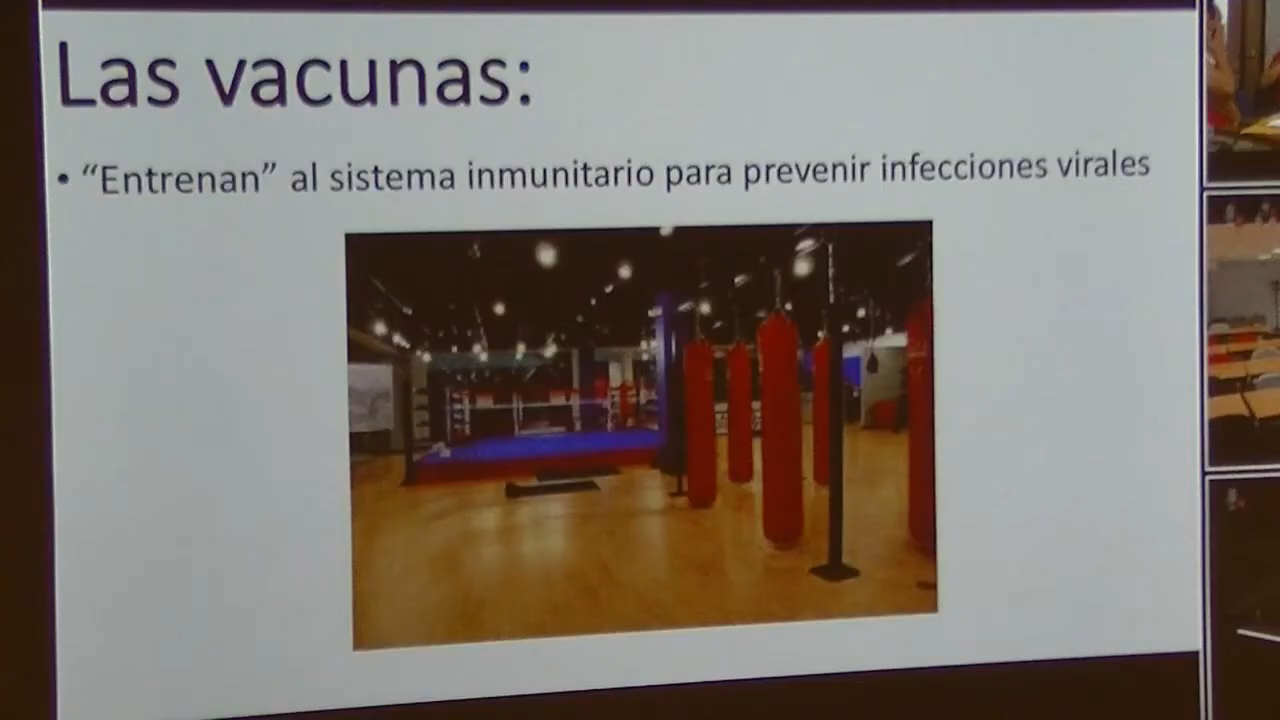 Las vacunas:
• “Entrenan” al sistema inmunitario para prevenir infecciones virales